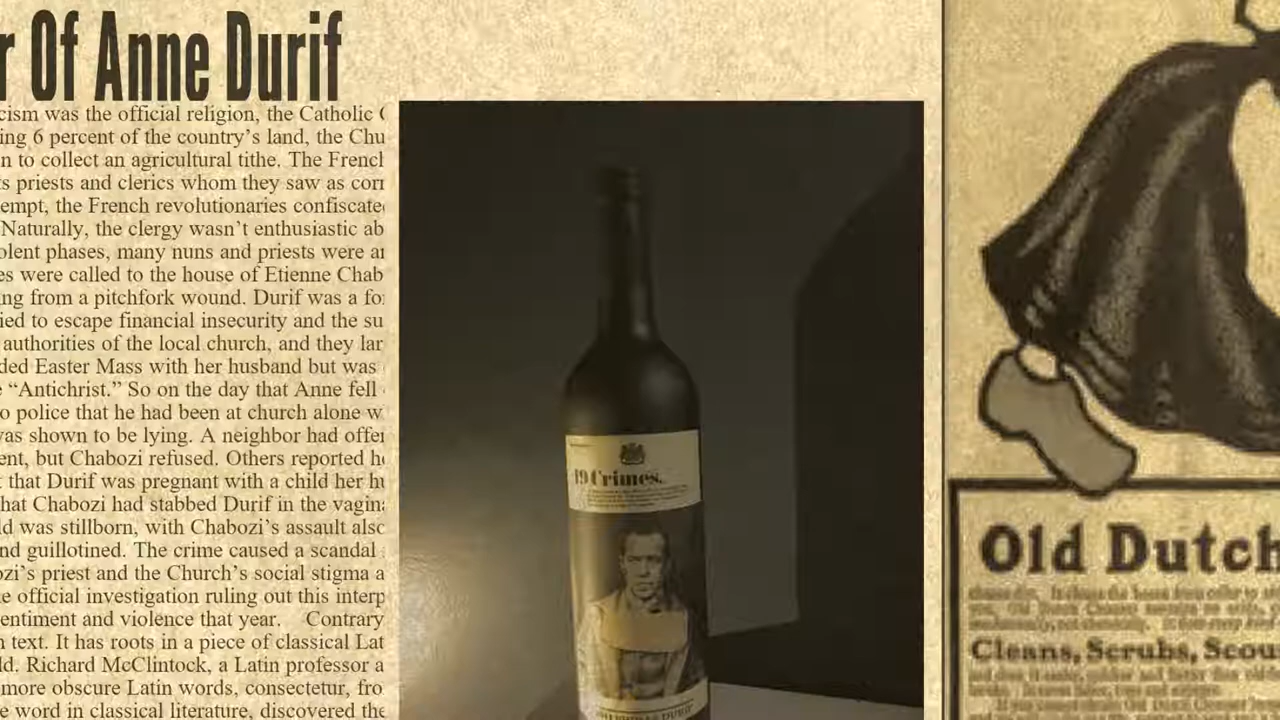 r Of Anne Durif
cism was the official religion, the Catholic
ing 6 percent of the country's land, the Chu
n to collect an agricultural tithe. The French
s priests and clerics whom they saw as corr
empt, the French revolutionaries confiscate
Naturally, the clergy wasn't enthusiastic ab
olent phases, many nuns and priests were ar
es were called to the house of Etienne Chab
ng from a pitchfork wound. Durif was a fo
ied to escape financial insecurity and the su
authorities of the local church, and they lar
ded Easter Mass with her husband but was
e “Antichrist.” So on the day that Anne fell
o police that he had been at church alone w
was shown to be lying. A neighbor had offer
ent, but Chabozi refused. Others reported he
t that Durif was pregnant with a child her hu
hat Chabozi had stabbed Durif in the vagin
ld was stillborn, with Chabozi's assault also
nd guillotined. The crime caused a scandal
ozi's priest and the Church's social stigma a
e official investigation ruling out this interp
entiment and violence that year. Contrary
n text. It has roots in a piece of classical Lat
ld. Richard McClintock, a Latin professor a
more obscure Latin words, consectetur, fro
e word in classical literature, discovered the
19 Crimes.
Old Dutch
Cleans, Scrubs, Scou